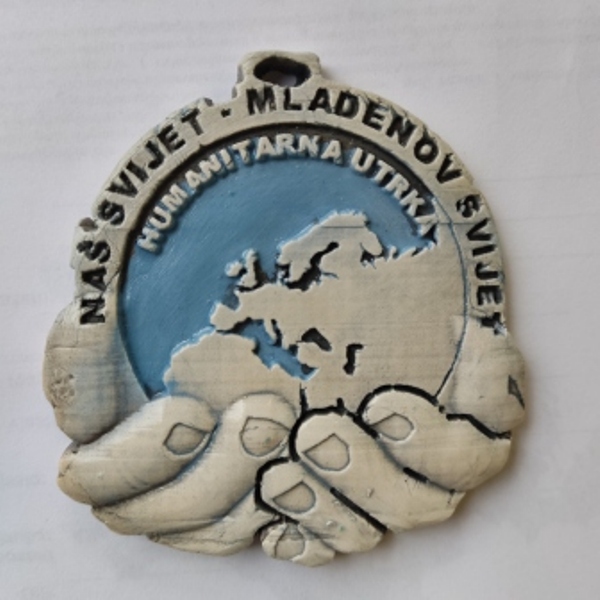 NAŠ SVIJET - MLADENOV SVIJET
HUMANITARNA UTRKA